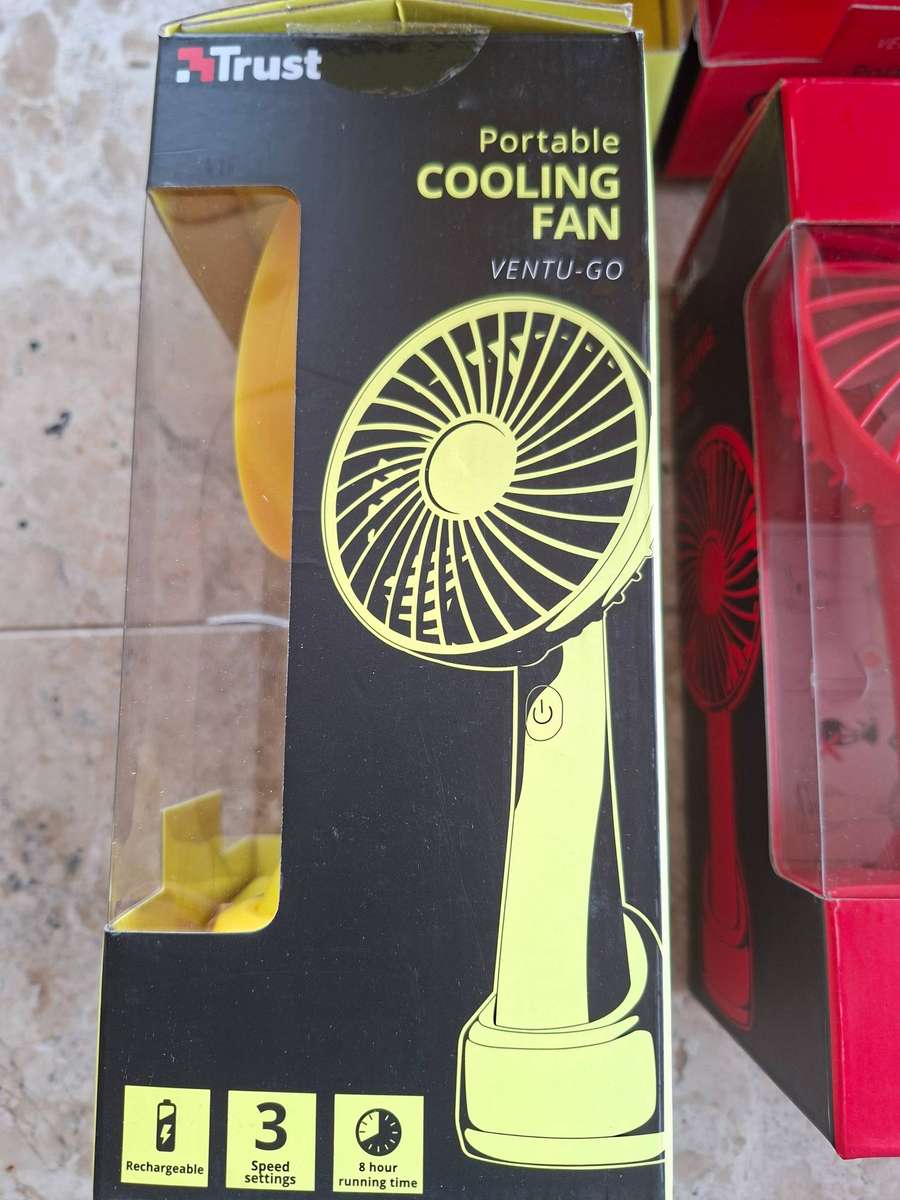 Trust
Portable
COOLING
FAN
VENTU-GO
Rechargeable
3
Speed
settings
8 hour
running time